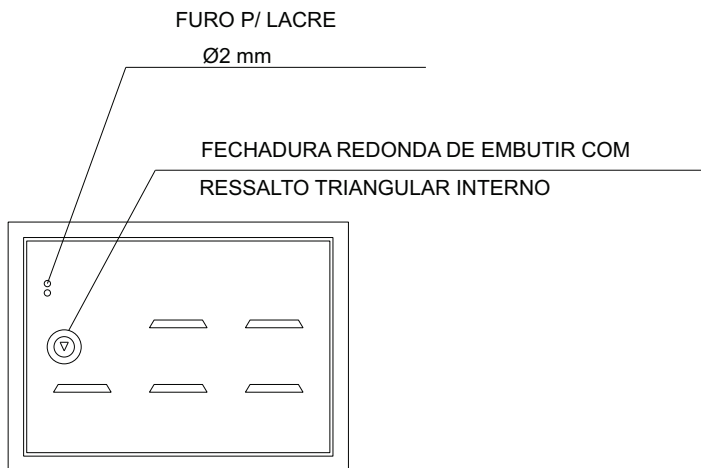 FURO P/ LACRE
Ø2 mm
FECHADURA REDONDA DE EMBUTIR COM
RESSALTO TRIANGULAR INTERNO